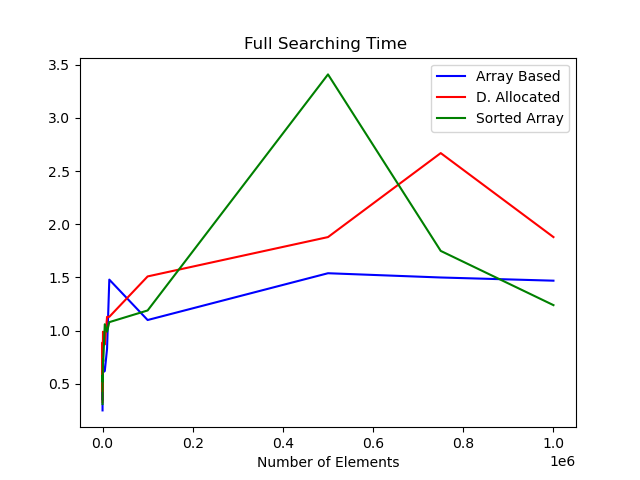 Full Searching Time
Array Based
D. Allocated
Sorted Array
3.5
3.0
2.5
2.0
1.5
1.0
0.5
0.0
0.2
0.4
0.6
0.8
1.0
1e6
Number of Elements